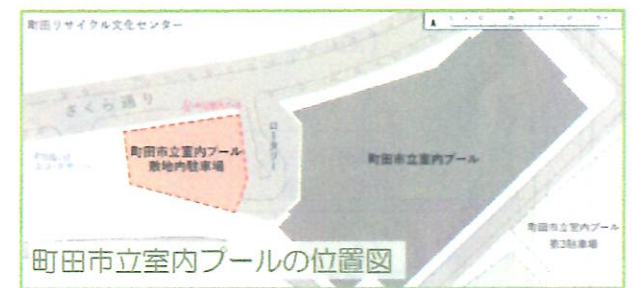 町田リサイクル文化センター
さくら通り
ロータリー
町田市立室内プール
敷地内駐車場
町田市立室内プール
町田市立室内プール
第3駐車場
町田市立室内プールの位置図